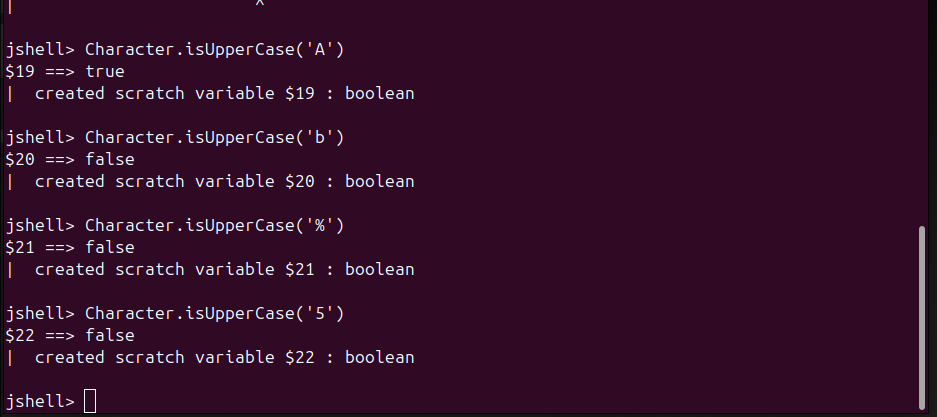 |                         ^
jshell> Character.isUpperCase('A')
$19 ==> true
|  created scratch variable $19 : boolean
jshell> Character.isUpperCase('b')
$20 ==> false
|  created scratch variable $20 : boolean
jshell> Character.isUpperCase('%')
$21 ==> false
|  created scratch variable $21 : boolean
jshell> Character.isUpperCase('5')
$22 ==> false
|  created scratch variable $22 : boolean
jshell>